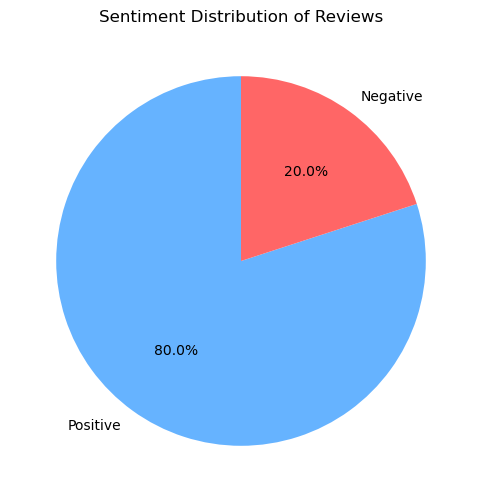 Sentiment Distribution of Reviews
Negative
20.0%
80.0%
Positive